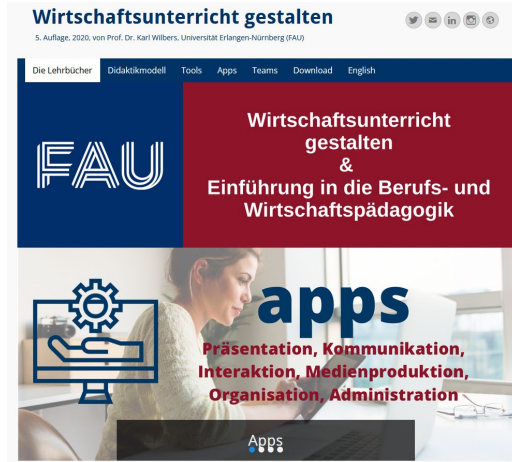 Wirtschaftsunterricht gestalten
5. Auflage, 2020, von Prof. Dr. Karl Wilbers, Universität Erlangen-Nürnberg (FAU)
Die Lehrbücher Didaktikmodell Tools Apps Teams Download English
FAU
Wirtschaftsunterricht
gestalten
&
Einführung in die Berufs- und
Wirtschaftspädagogik
apps
Präsentation, Kommunikation,
Interaktion, Medienproduktion,
Organisation, Administration
Apps